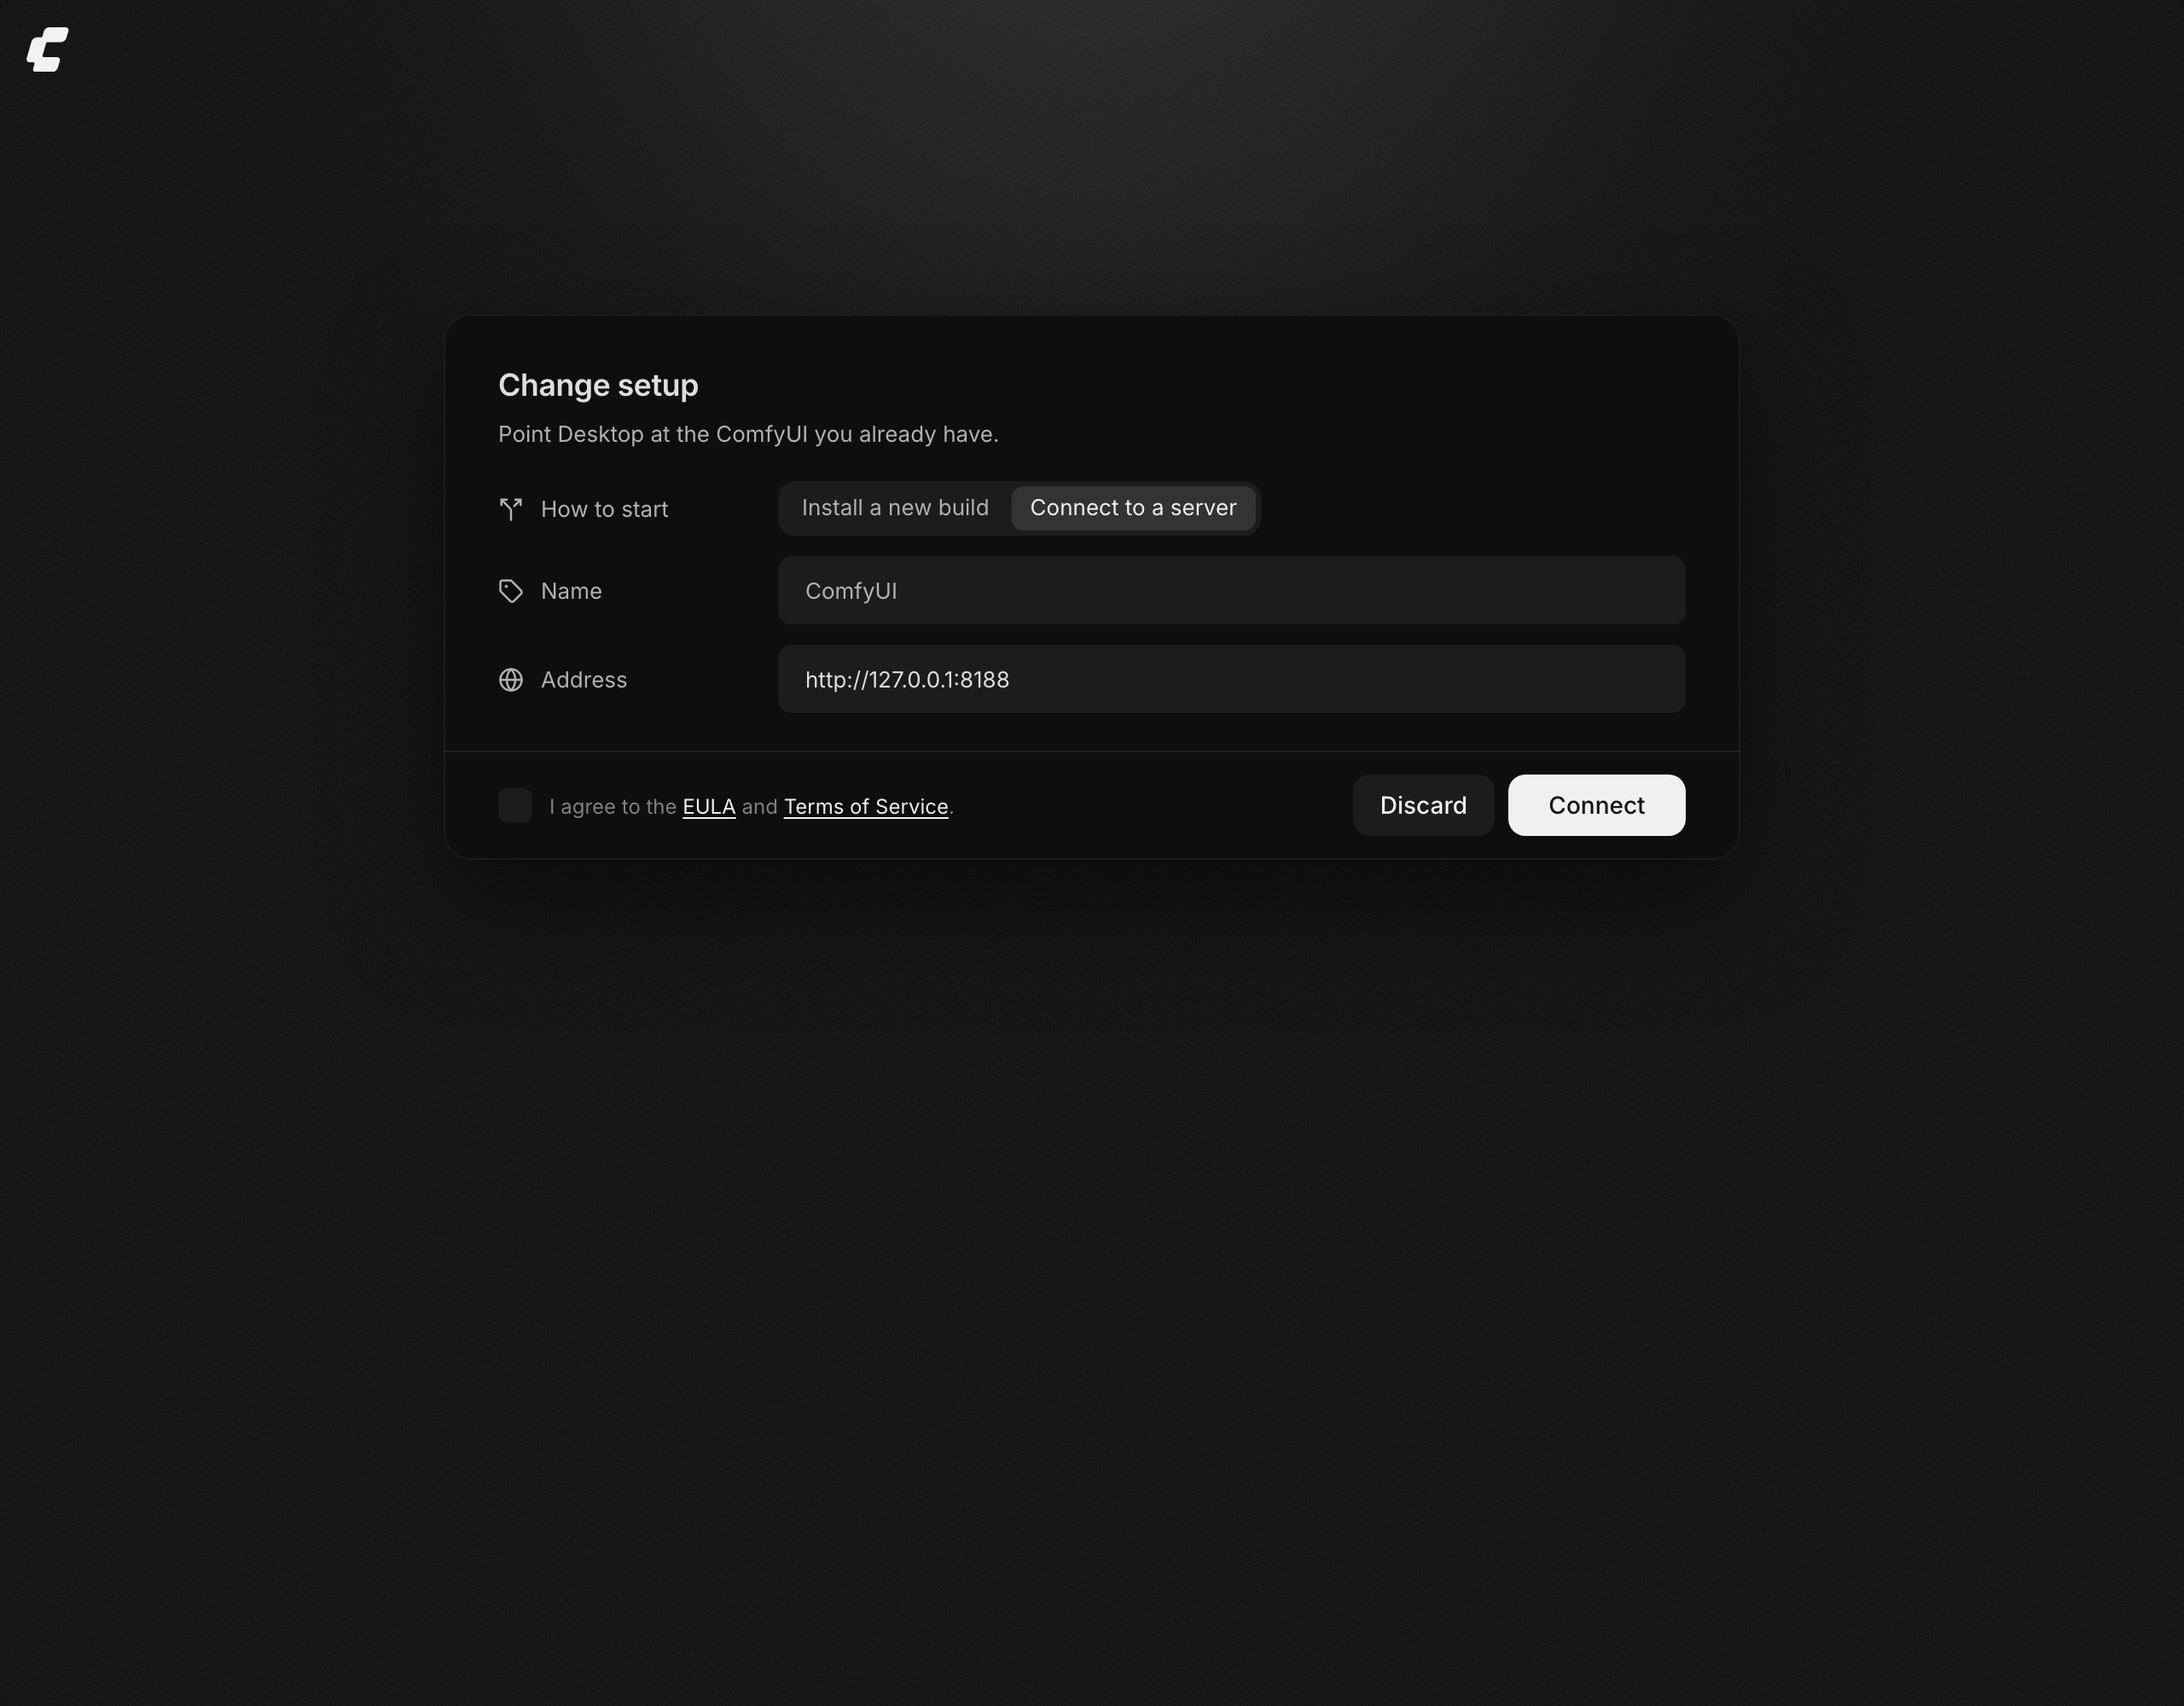 Change setup
Point Desktop at the ComfyUI you already have.
How to start Install a new build Connect to a server
Name ComfyUI
Address http://127.0.0.1:8188
I agree to the EULA and Terms of Service. Discard Connect